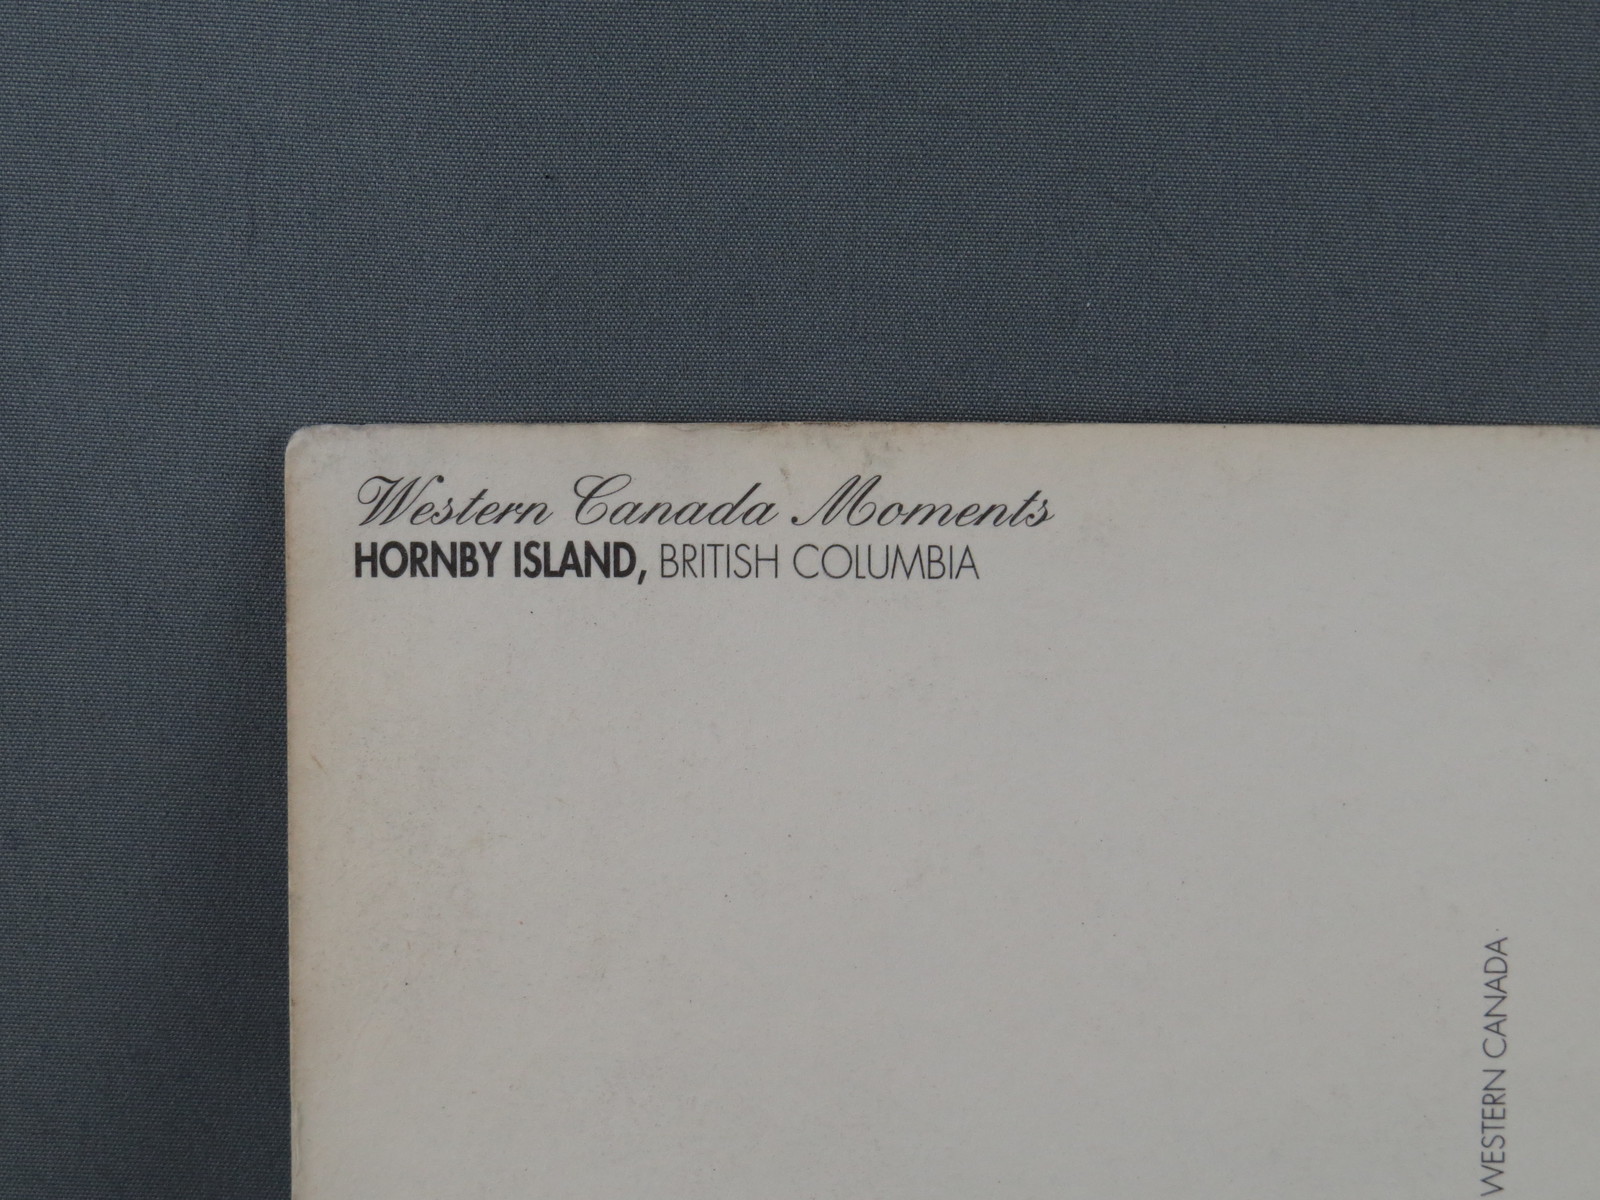 Western Canada Moments
HORNBY ISLAND, BRITISH COLUMBIA
WESTERN CANADA